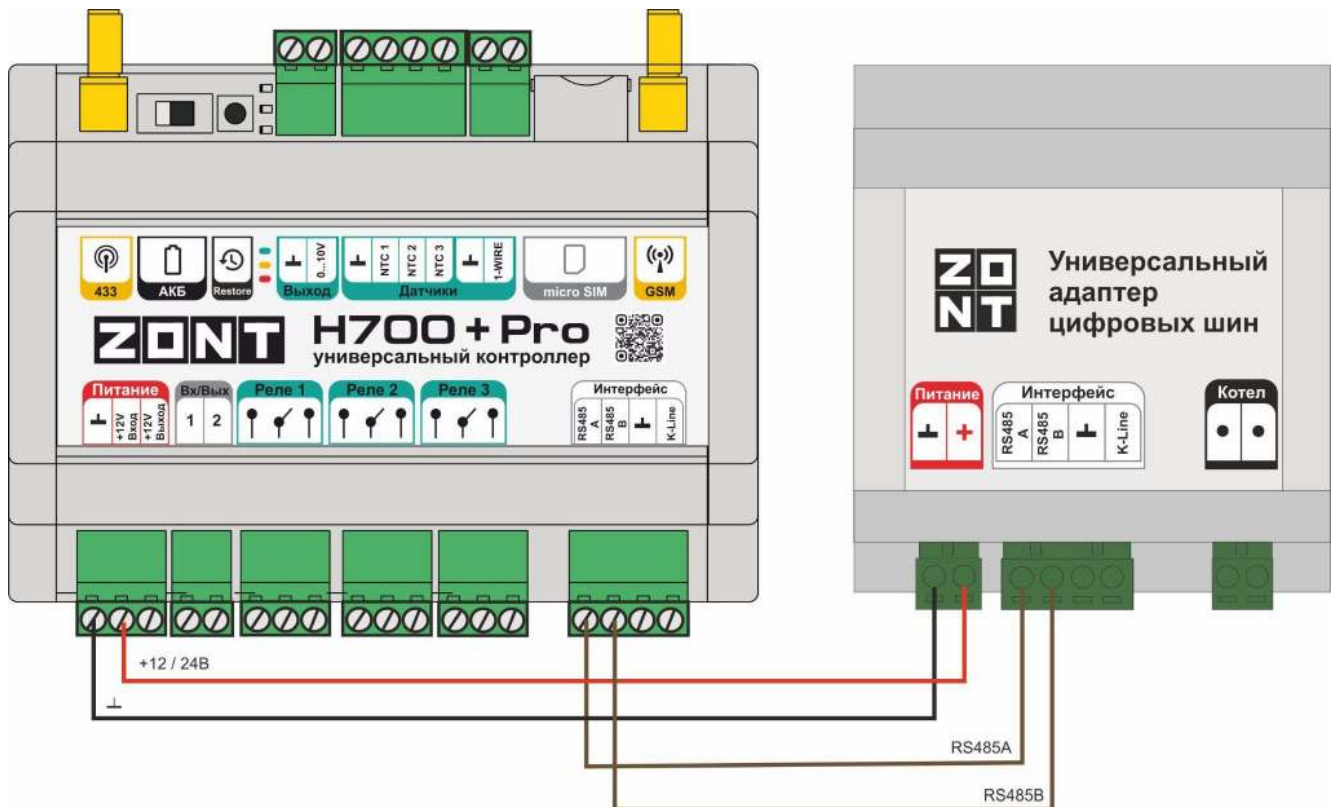 433
АКБ
Restore
0...10V
Выход
NTC 1
NTC 2
NTC 3
1-WIRE
Датчики
micro SIM
GSM
ZONT H700+Pro
универсальный контроллер
Питание
+12V Вход
+12V Выход
Вх/Вых
1 2
Реле 1
Реле 2
Реле 3
Интерфейс
RS485 A
RS485 B
K-Line
ZONT
Универсальный
адаптер
цифровых шин
Питание
+
Интерфейс
RS485 A
RS485 B
K-Line
Котел
+12 / 24В
RS485A
RS485B